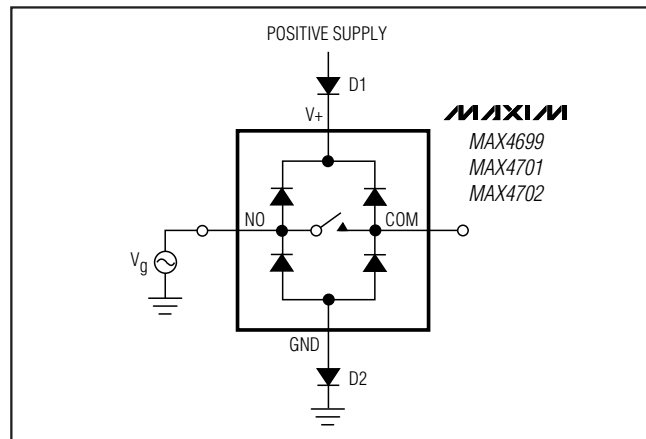 POSITIVE SUPPLY
D1
V+
MAXIM
MAX4699
MAX4701
MAX4702
NO
COM
Vg
GND
D2